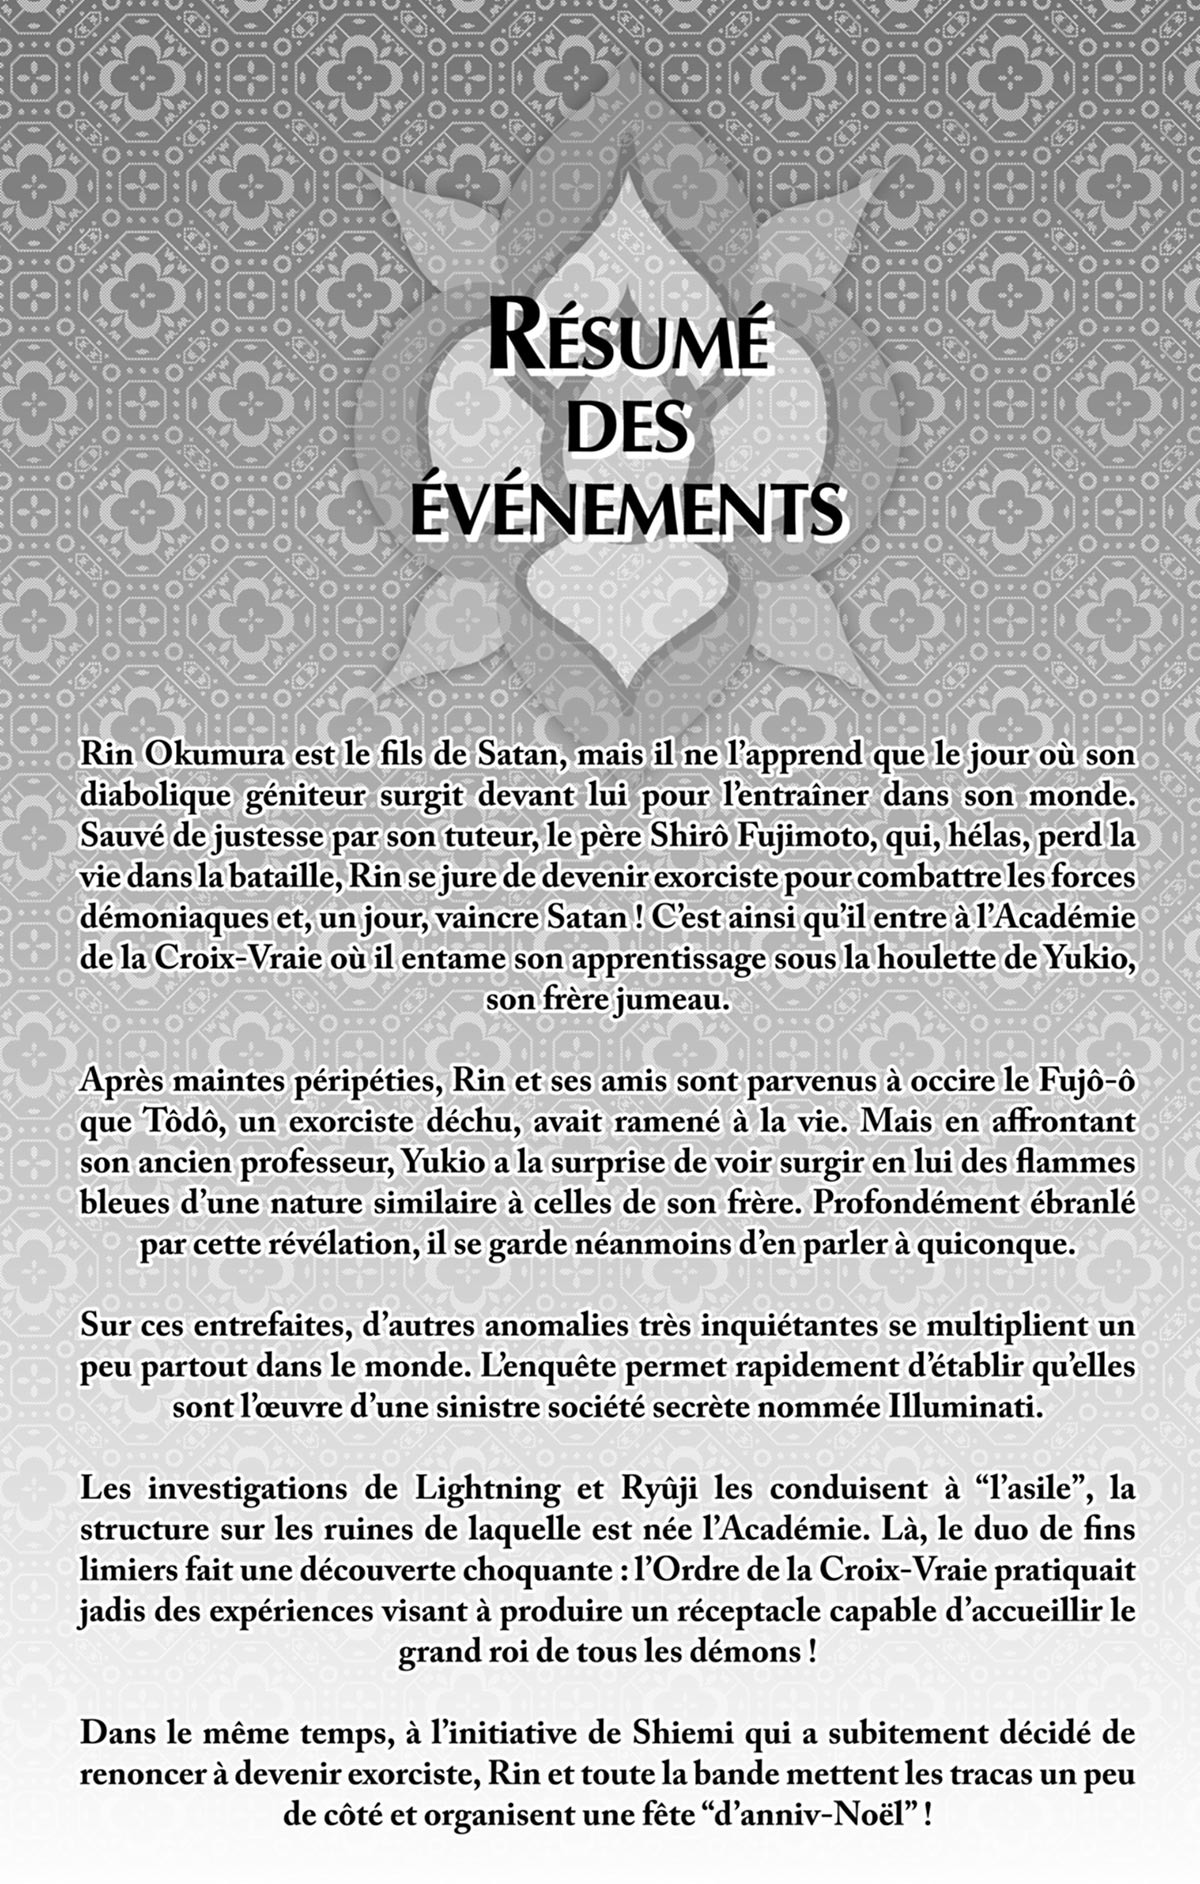 RÉSUMÉ
DES
ÉVÉNEMENTS
Rin Okumura est le fils de Satan, mais il ne l’apprend que le jour où son
diabolique géniteur surgit devant lui pour l’entraîner dans son monde.
Sauvé de justesse par son tuteur, le père Shirô Fujimoto, qui, hélas, perd la
vie dans la bataille, Rin se jure de devenir exorciste pour combattre les forces
démoniaques et, un jour, vaincre Satan ! C’est ainsi qu’il entre à l’Académie
de la Croix-Vraie où il entame son apprentissage sous la houlette de Yukio,
son frère jumeau.
Après maintes péripéties, Rin et ses amis sont parvenus à occire le Fujô-ô
que Tôdô, un exorciste déchu, avait ramené à la vie. Mais en affrontant
son ancien professeur, Yukio a la surprise de voir surgir en lui des flammes
bleues d’une nature similaire à celles de son frère. Profondément ébranlé
par cette révélation, il se garde néanmoins d’en parler à quiconque.
Sur ces entrefaites, d’autres anomalies très inquiétantes se multiplient un
peu partout dans le monde. L’enquête permet rapidement d’établir qu’elles
sont l’œuvre d’une sinistre société secrète nommée Illuminati.
Les investigations de Lightning et Ryûji les conduisent à “l’asile”, la
structure sur les ruines de laquelle est née l’Académie. Là, le duo de fins
limiers fait une découverte choquante : l’Ordre de la Croix-Vraie pratiquait
jadis des expériences visant à produire un réceptacle capable d’accueillir le
grand roi de tous les démons !
Dans le même temps, à l’initiative de Shiemi qui a subitement décidé de
renoncer à devenir exorciste, Rin et toute la bande mettent les tracas un peu
de côté et organisent une fête “d’anniv-Noël” !